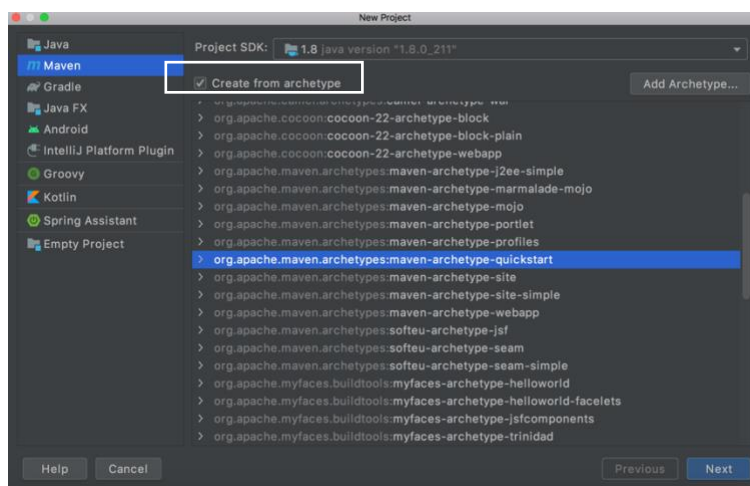 New Project
Java
Maven
Gradle
Java FX
Android
IntelliJ Platform Plugin
Groovy
Kotlin
Spring Assistant
Empty Project
Project SDK: 1.8 java version "1.8.0_211"
Create from archetype
Add Archetype...
org.apache.camel.archetypes:camel-archetype-war
org.apache.cocoon:cocoon-22-archetype-block
org.apache.cocoon:cocoon-22-archetype-block-plain
org.apache.cocoon:cocoon-22-archetype-webapp
org.apache.maven.archetypes:maven-archetype-j2ee-simple
org.apache.maven.archetypes:maven-archetype-marmalade-mojo
org.apache.maven.archetypes:maven-archetype-mojo
org.apache.maven.archetypes:maven-archetype-portlet
org.apache.maven.archetypes:maven-archetype-profiles
org.apache.maven.archetypes:maven-archetype-quickstart
org.apache.maven.archetypes:maven-archetype-site
org.apache.maven.archetypes:maven-archetype-site-simple
org.apache.maven.archetypes:maven-archetype-webapp
org.apache.maven.archetypes:softeu-archetype-jsf
org.apache.maven.archetypes:softeu-archetype-seam
org.apache.maven.archetypes:softeu-archetype-seam-simple
org.apache.myfaces.buildtools:myfaces-archetype-helloworld
org.apache.myfaces.buildtools:myfaces-archetype-helloworld-facelets
org.apache.myfaces.buildtools:myfaces-archetype-jsfcomponents
org.apache.myfaces.buildtools:myfaces-archetype-trinidad
Help
Cancel
Previous
Next